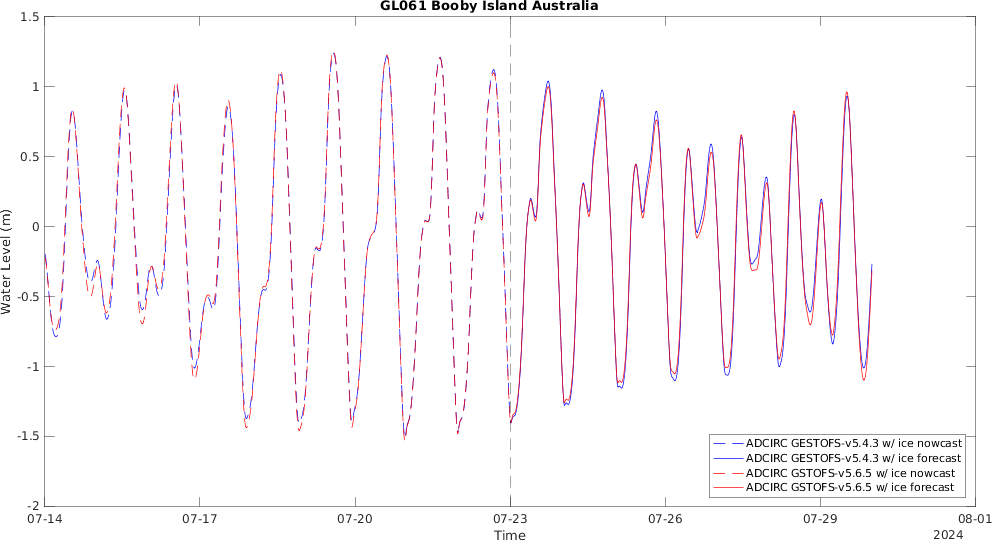 GL061 Booby Island Australia
1.5
1
0.5
0
-0.5
-1
-1.5
-2
Water Level (m)
ADCIRC GESTOFS-v5.4.3 w/ ice nowcast
ADCIRC GESTOFS-v5.4.3 w/ ice forecast
ADCIRC GSTOFS-v5.6.5 w/ ice nowcast
ADCIRC GSTOFS-v5.6.5 w/ ice forecast
07-14 07-17 07-20 07-23 07-26 07-29 08-01
Time
2024